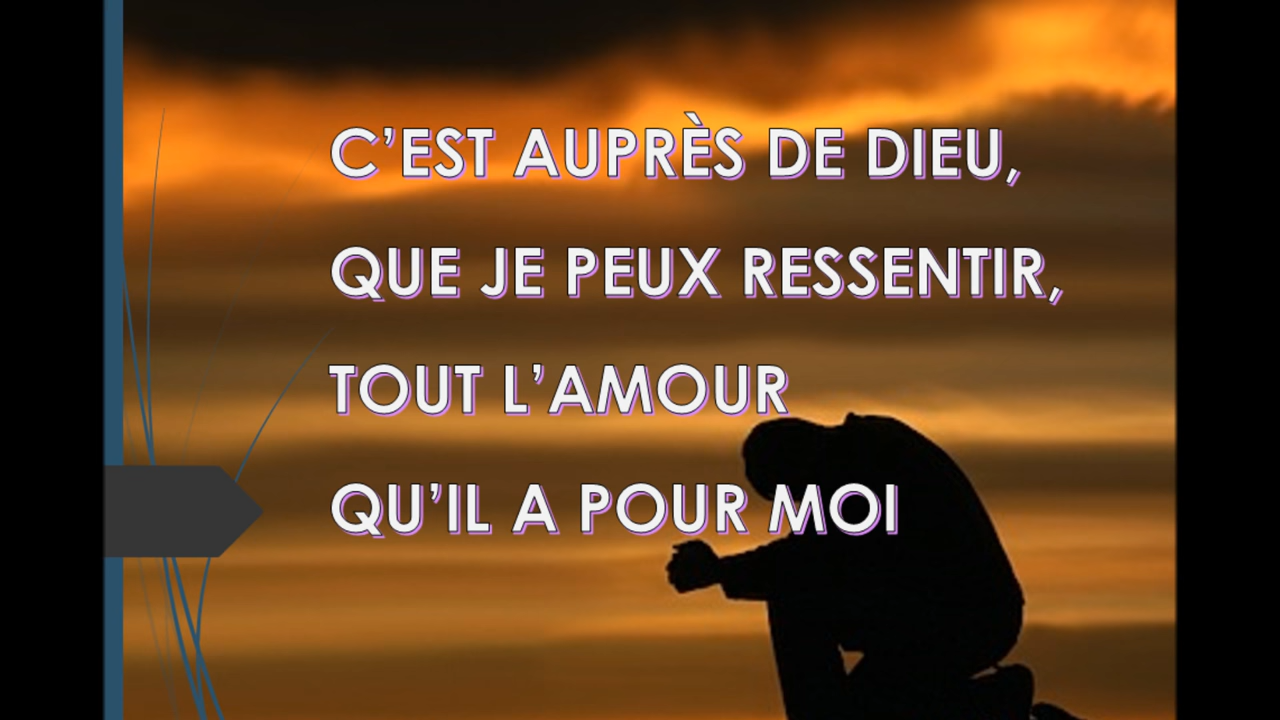 C’EST AUPRÈS DE DIEU,
QUE JE PEUX RESSENTIR,
TOUT L’AMOUR
QU’IL A POUR MOI